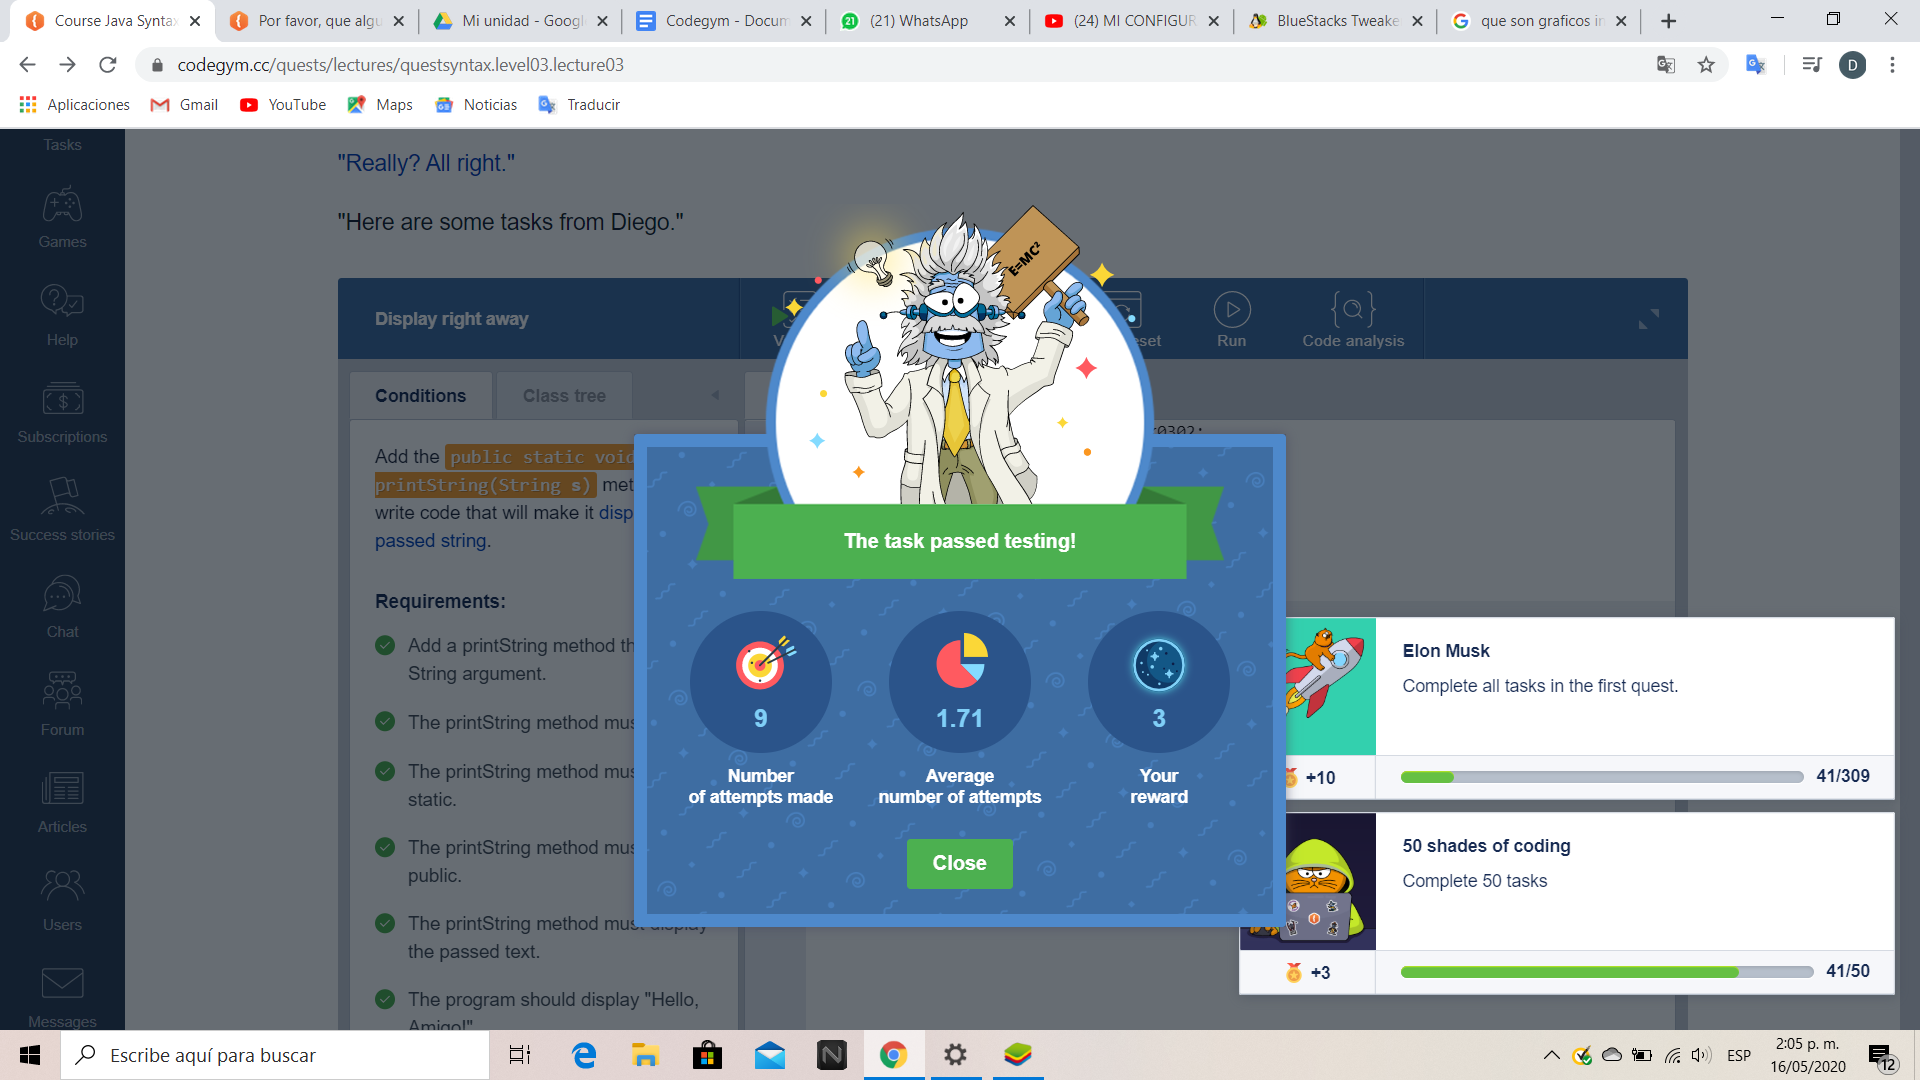 Course Java Syntax
Por favor, que algu
Mi unidad - Googl
Codegym - Docum
(21) WhatsApp
(24) MI CONFIGUR
BlueStacks Tweake
que son graficos in
codegym.cc/quests/lectures/questsyntax.level03.lecture03
D
Aplicaciones
Gmail
YouTube
Maps
Noticias
Traducir
Tasks
Games
Help
Subscriptions
Success stories
Chat
Forum
Articles
Users
Messages
"Really? All right."
"Here are some tasks from Diego."
Display right away
Run
Code analysis
Conditions
Class tree
Add the public static void
printString(String s) met
write code that will make it disp
passed string.
Requirements:
Add a printString method th
String argument.
The printString method mus
The printString method mus
static.
The printString method mus
public.
The printString method must display
the passed text.
The program should display "Hello,
Amigo!"
E=MC²
The task passed testing!
9
Number
of attempts made
1.71
Average
number of attempts
3
Your
reward
Close
Elon Musk
Complete all tasks in the first quest.
+10
41/309
50 shades of coding
Complete 50 tasks
+3
41/50
Escribe aquí para buscar
ESP
2:05 p. m.
16/05/2020
12